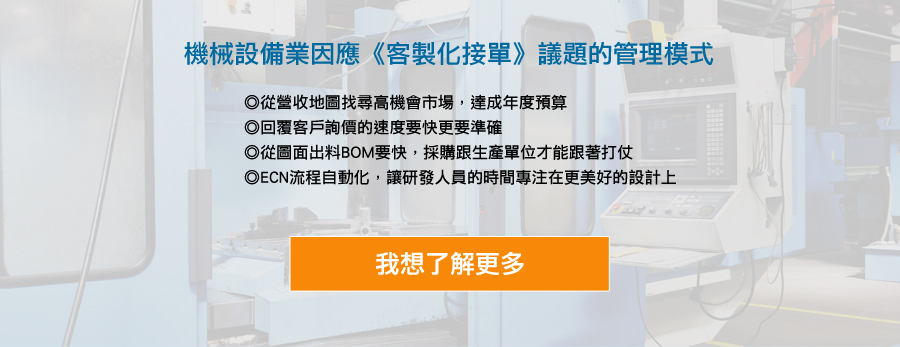 機械設備業因應《客製化接單》議題的管理模式
◎從營收地圖找尋高機會市場，達成年度預算
◎回覆客戶詢價的速度要快更要準確
◎從圖面出料BOM要快，採購跟生產單位才能跟著打仗
◎ECN流程自動化，讓研發人員的時間專注在更美好的設計上
我想了解更多